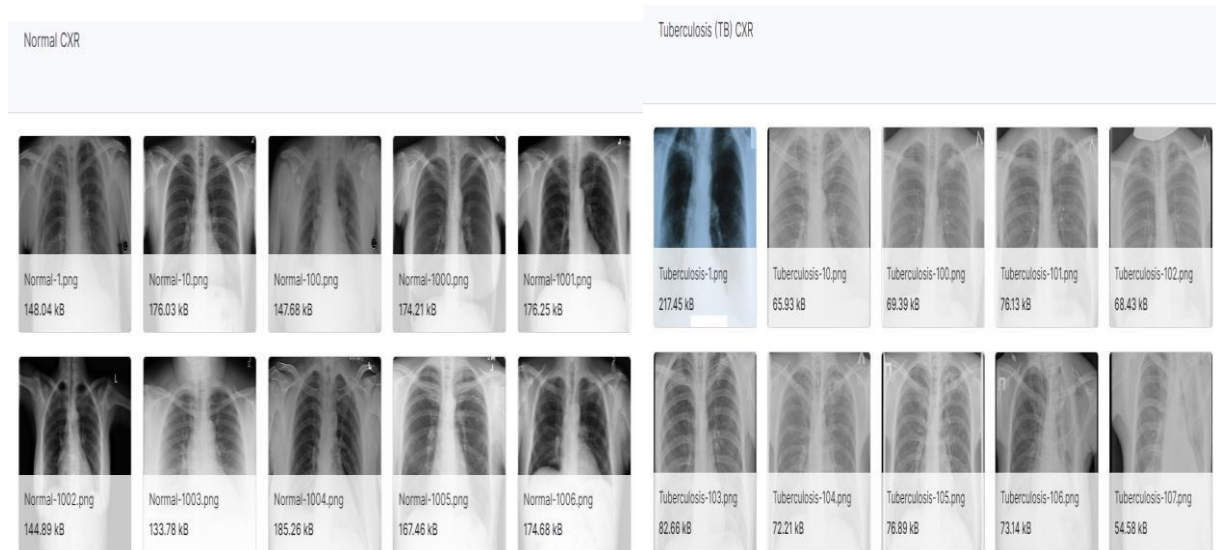 Normal CXR
Normal-1.png
148.04 kB
Normal-10.png
176.03 kB
Normal-100.png
147.68 kB
Normal-1000.png
174.21 kB
Normal-1001.png
176.25 kB
Normal-1002.png
144.89 kB
Normal-1003.png
133.78 kB
Normal-1004.png
185.26 kB
Normal-1005.png
167.46 kB
Normal-1006.png
174.68 kB
Tuberculosis (TB) CXR
Tuberculosis-1.png
217.45 kB
Tuberculosis-10.png
65.93 kB
Tuberculosis-100.png
69.39 kB
Tuberculosis-101.png
76.13 kB
Tuberculosis-102.png
68.43 kB
Tuberculosis-103.png
82.66 kB
Tuberculosis-104.png
72.21 kB
Tuberculosis-105.png
76.89 kB
Tuberculosis-106.png
73.14 kB
Tuberculosis-107.png
54.58 kB